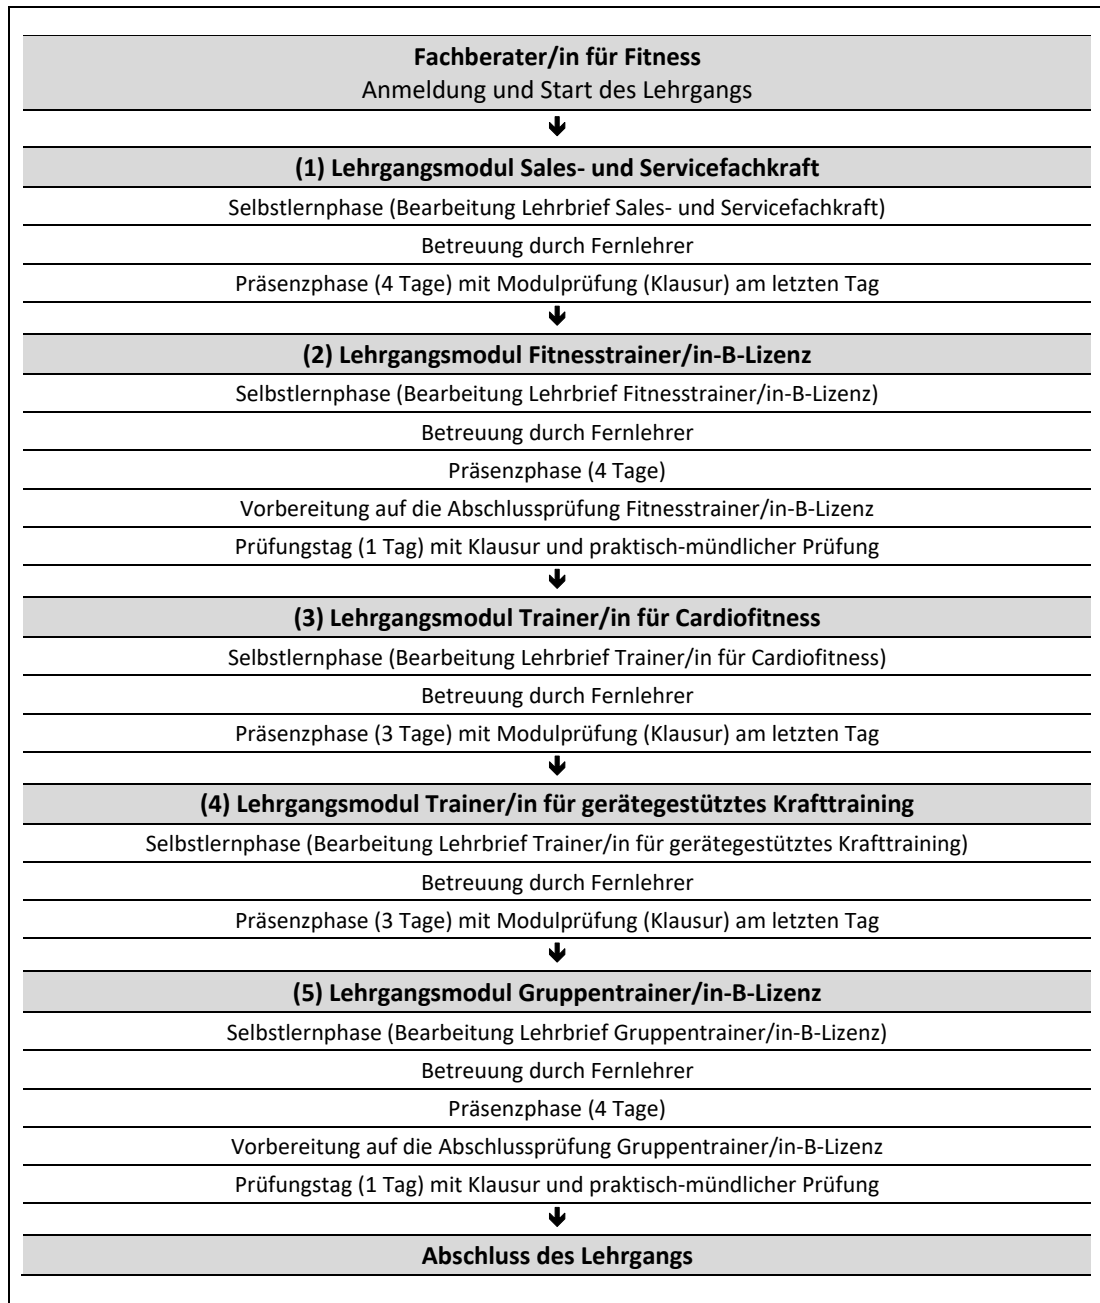 Fachberater/in für Fitness
Anmeldung und Start des Lehrgangs
(1) Lehrgangsmodul Sales- und Servicefachkraft
Selbstlernphase (Bearbeitung Lehrbrief Sales- und Servicefachkraft)
Betreuung durch Fernlehrer
Präsenzphase (4 Tage) mit Modulprüfung (Klausur) am letzten Tag
(2) Lehrgangsmodul Fitnesstrainer/in-B-Lizenz
Selbstlernphase (Bearbeitung Lehrbrief Fitnesstrainer/in-B-Lizenz)
Betreuung durch Fernlehrer
Präsenzphase (4 Tage)
Vorbereitung auf die Abschlussprüfung Fitnesstrainer/in-B-Lizenz
Prüfungstag (1 Tag) mit Klausur und praktisch-mündlicher Prüfung
(3) Lehrgangsmodul Trainer/in für Cardiofitness
Selbstlernphase (Bearbeitung Lehrbrief Trainer/in für Cardiofitness)
Betreuung durch Fernlehrer
Präsenzphase (3 Tage) mit Modulprüfung (Klausur) am letzten Tag
(4) Lehrgangsmodul Trainer/in für gerätegestütztes Krafttraining
Selbstlernphase (Bearbeitung Lehrbrief Trainer/in für gerätegestütztes Krafttraining)
Betreuung durch Fernlehrer
Präsenzphase (3 Tage) mit Modulprüfung (Klausur) am letzten Tag
(5) Lehrgangsmodul Gruppentrainer/in-B-Lizenz
Selbstlernphase (Bearbeitung Lehrbrief Gruppentrainer/in-B-Lizenz)
Betreuung durch Fernlehrer
Präsenzphase (4 Tage)
Vorbereitung auf die Abschlussprüfung Gruppentrainer/in-B-Lizenz
Prüfungstag (1 Tag) mit Klausur und praktisch-mündlicher Prüfung
Abschluss des Lehrgangs